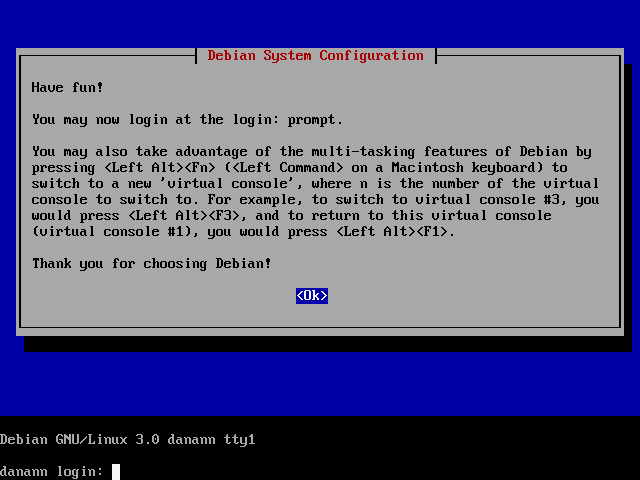 Debian System Configuration
Have fun!
You may now login at the login: prompt.
You may also take advantage of the multi-tasking features of Debian by
pressing <Left Alt><Fn> (<Left Command> on a Macintosh keyboard) to
switch to a new 'virtual console', where n is the number of the virtual
console to switch to. For example, to switch to virtual console #3, you
would press <Left Alt><F3>, and to return to this virtual console
(virtual console #1), you would press <Left Alt><F1>.
Thank you for choosing Debian!
<Ok>
Debian GNU/Linux 3.0 danann tty1
danann login: